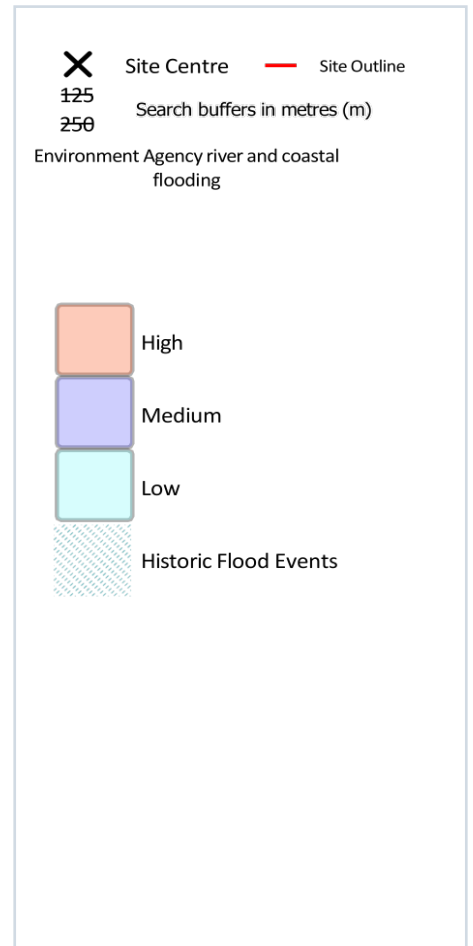 Site Centre Site Outline
125
250
Search buffers in metres (m)
Environment Agency river and coastal
flooding
High
Medium
Low
Historic Flood Events